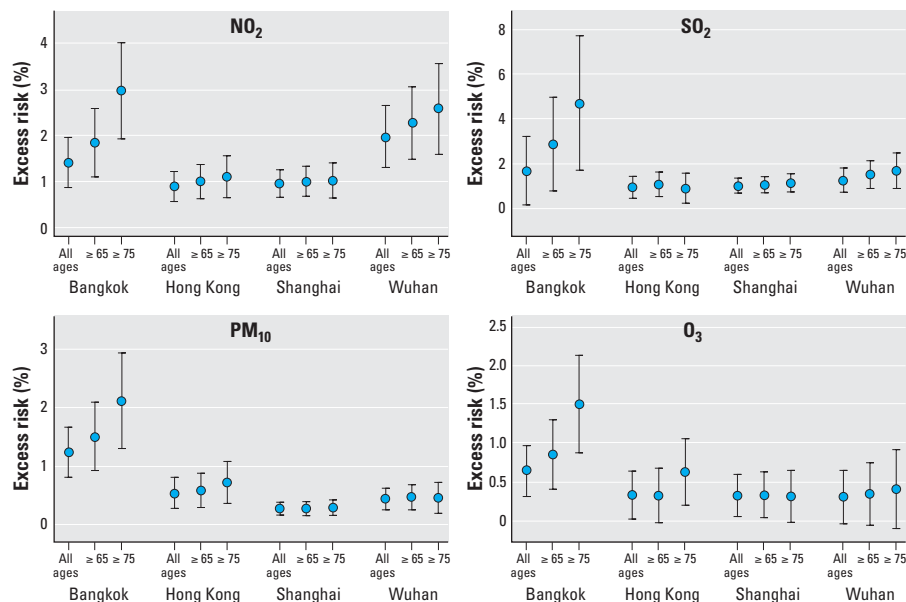 NO₂
Excess risk (%)
4
3
2
1
0
All ages
≥ 65
≥ 75
All ages
≥ 65
≥ 75
All ages
≥ 65
≥ 75
All ages
≥ 65
≥ 75
Bangkok
Hong Kong
Shanghai
Wuhan
SO₂
Excess risk (%)
8
6
4
2
0
All ages
≥ 65
≥ 75
All ages
≥ 65
≥ 75
All ages
≥ 65
≥ 75
All ages
≥ 65
≥ 75
Bangkok
Hong Kong
Shanghai
Wuhan
PM₁₀
Excess risk (%)
3
2
1
0
All ages
≥ 65
≥ 75
All ages
≥ 65
≥ 75
All ages
≥ 65
≥ 75
All ages
≥ 65
≥ 75
Bangkok
Hong Kong
Shanghai
Wuhan
O₃
Excess risk (%)
2.5
2.0
1.5
1.0
0.5
0
All ages
≥ 65
≥ 75
All ages
≥ 65
≥ 75
All ages
≥ 65
≥ 75
All ages
≥ 65
≥ 75
Bangkok
Hong Kong
Shanghai
Wuhan